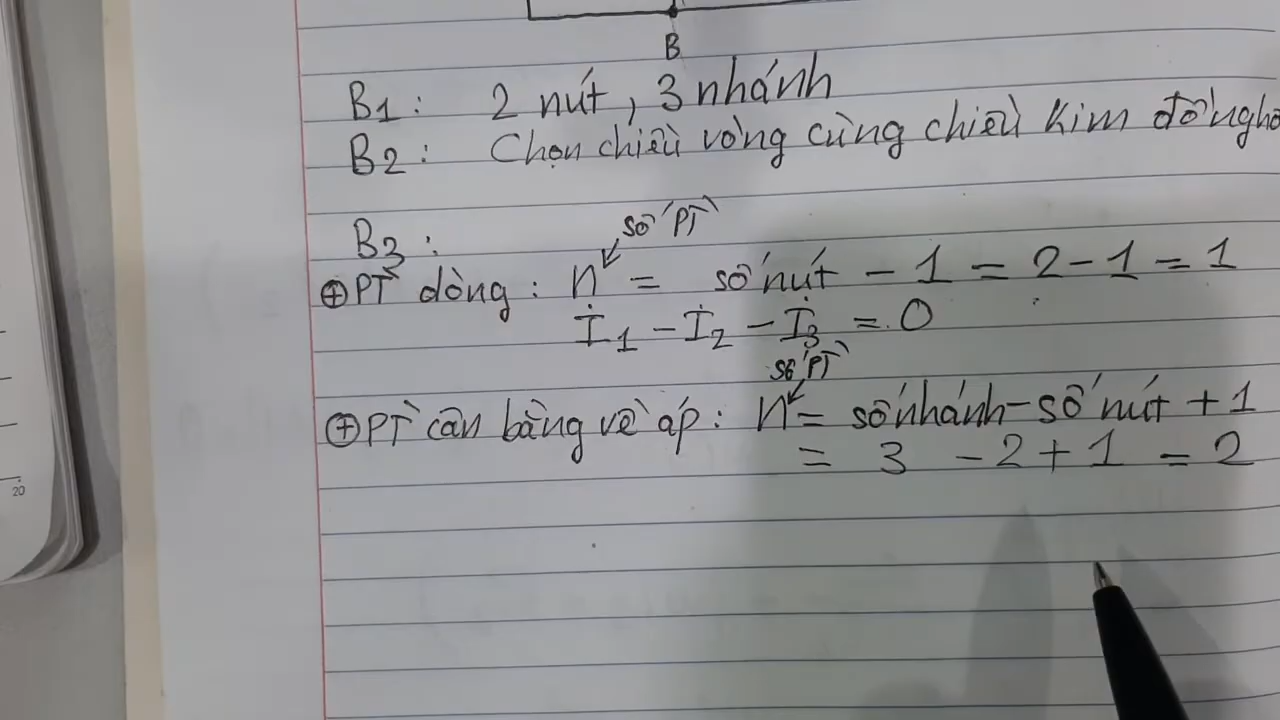 B
B1: 2 nút, 3 nhánh
B2: Chọn chiều vòng cùng chiều kim đồng hồ
B3:
số PT
⊕ PT dòng: n = số nút - 1 = 2 - 1 = 1
İ1 - İ2 - İ3 = 0
số PT
⊕ PT cân bằng về áp: n = số nhánh - số nút + 1
= 3 - 2 + 1 = 2
20